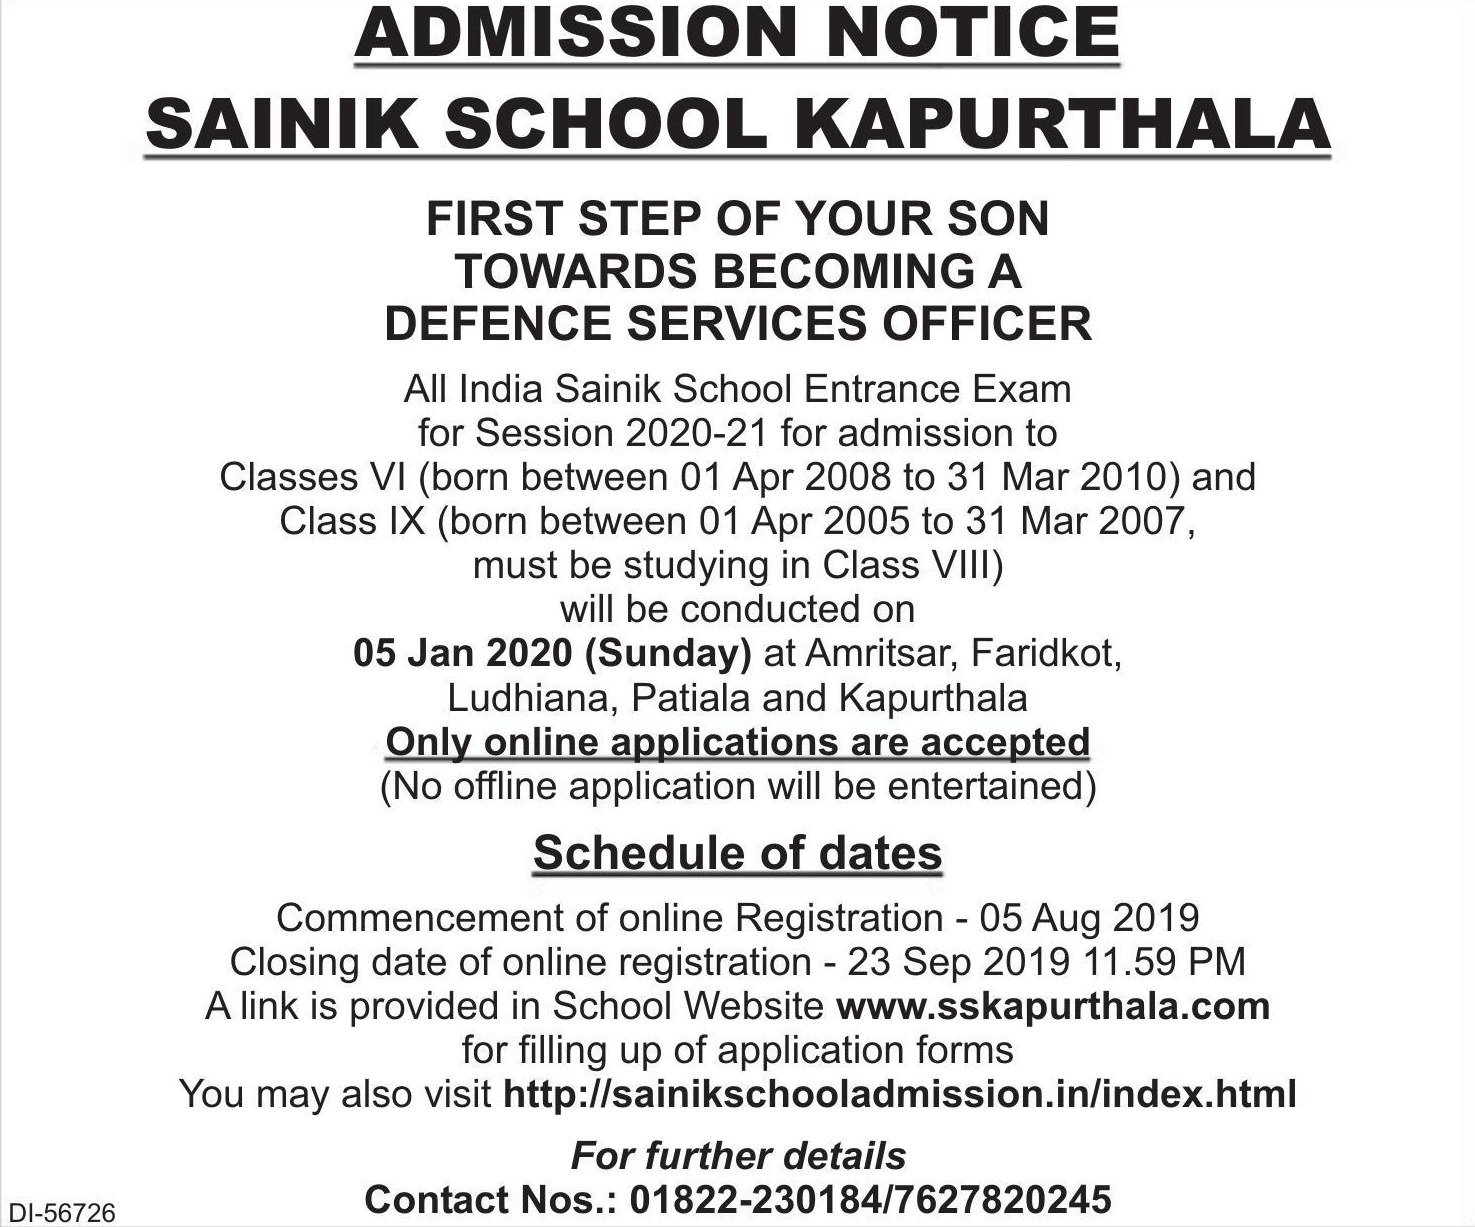 ADMISSION NOTICE
SAINIK SCHOOL KAPURTHALA
FIRST STEP OF YOUR SON
TOWARDS BECOMING A
DEFENCE SERVICES OFFICER
All India Sainik School Entrance Exam
for Session 2020-21 for admission to
Classes VI (born between 01 Apr 2008 to 31 Mar 2010) and
Class IX (born between 01 Apr 2005 to 31 Mar 2007,
must be studying in Class VIII)
will be conducted on
05 Jan 2020 (Sunday) at Amritsar, Faridkot,
Ludhiana, Patiala and Kapurthala
Only online applications are accepted
(No offline application will be entertained)
Schedule of dates
Commencement of online Registration - 05 Aug 2019
Closing date of online registration - 23 Sep 2019 11.59 PM
A link is provided in School Website www.sskapurthala.com
for filling up of application forms
You may also visit http://sainikschooladmission.in/index.html
For further details
Contact Nos.: 01822-230184/7627820245
DI-56726